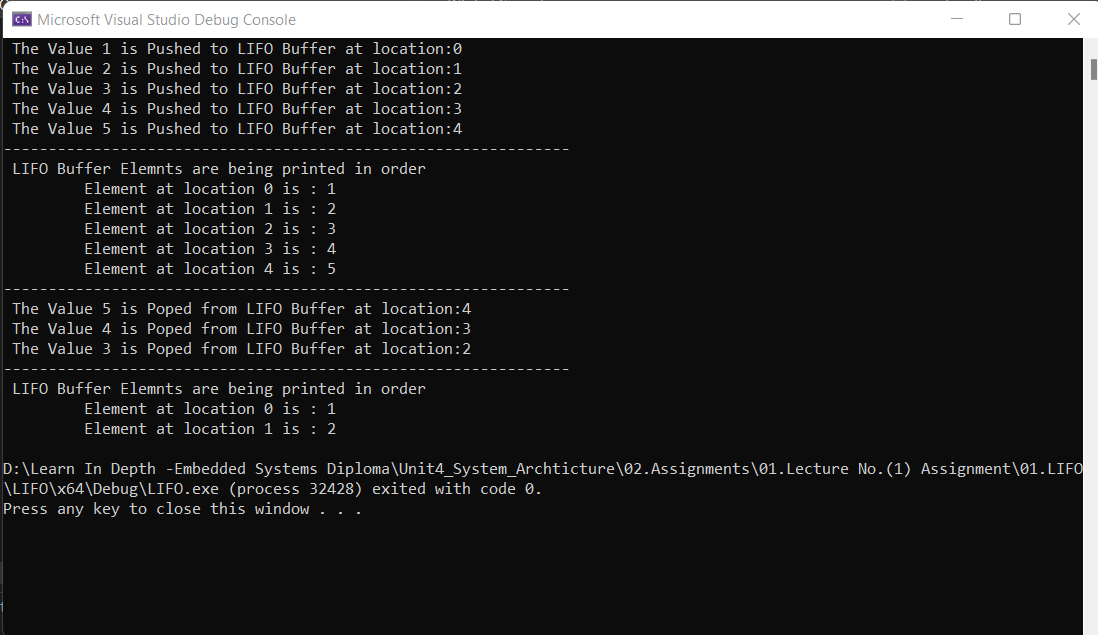 Microsoft Visual Studio Debug Console
The Value 1 is Pushed to LIFO Buffer at location:0
The Value 2 is Pushed to LIFO Buffer at location:1
The Value 3 is Pushed to LIFO Buffer at location:2
The Value 4 is Pushed to LIFO Buffer at location:3
The Value 5 is Pushed to LIFO Buffer at location:4
---------------------------------------------------------------
LIFO Buffer Elemnts are being printed in order
Element at location 0 is : 1
Element at location 1 is : 2
Element at location 2 is : 3
Element at location 3 is : 4
Element at location 4 is : 5
---------------------------------------------------------------
The Value 5 is Poped from LIFO Buffer at location:4
The Value 4 is Poped from LIFO Buffer at location:3
The Value 3 is Poped from LIFO Buffer at location:2
---------------------------------------------------------------
LIFO Buffer Elemnts are being printed in order
Element at location 0 is : 1
Element at location 1 is : 2
D:\Learn In Depth -Embedded Systems Diploma\Unit4_System_Archticture\02.Assignments\01.Lecture No.(1) Assignment\01.LIFO
\LIFO\x64\Debug\LIFO.exe (process 32428) exited with code 0.
Press any key to close this window . . .